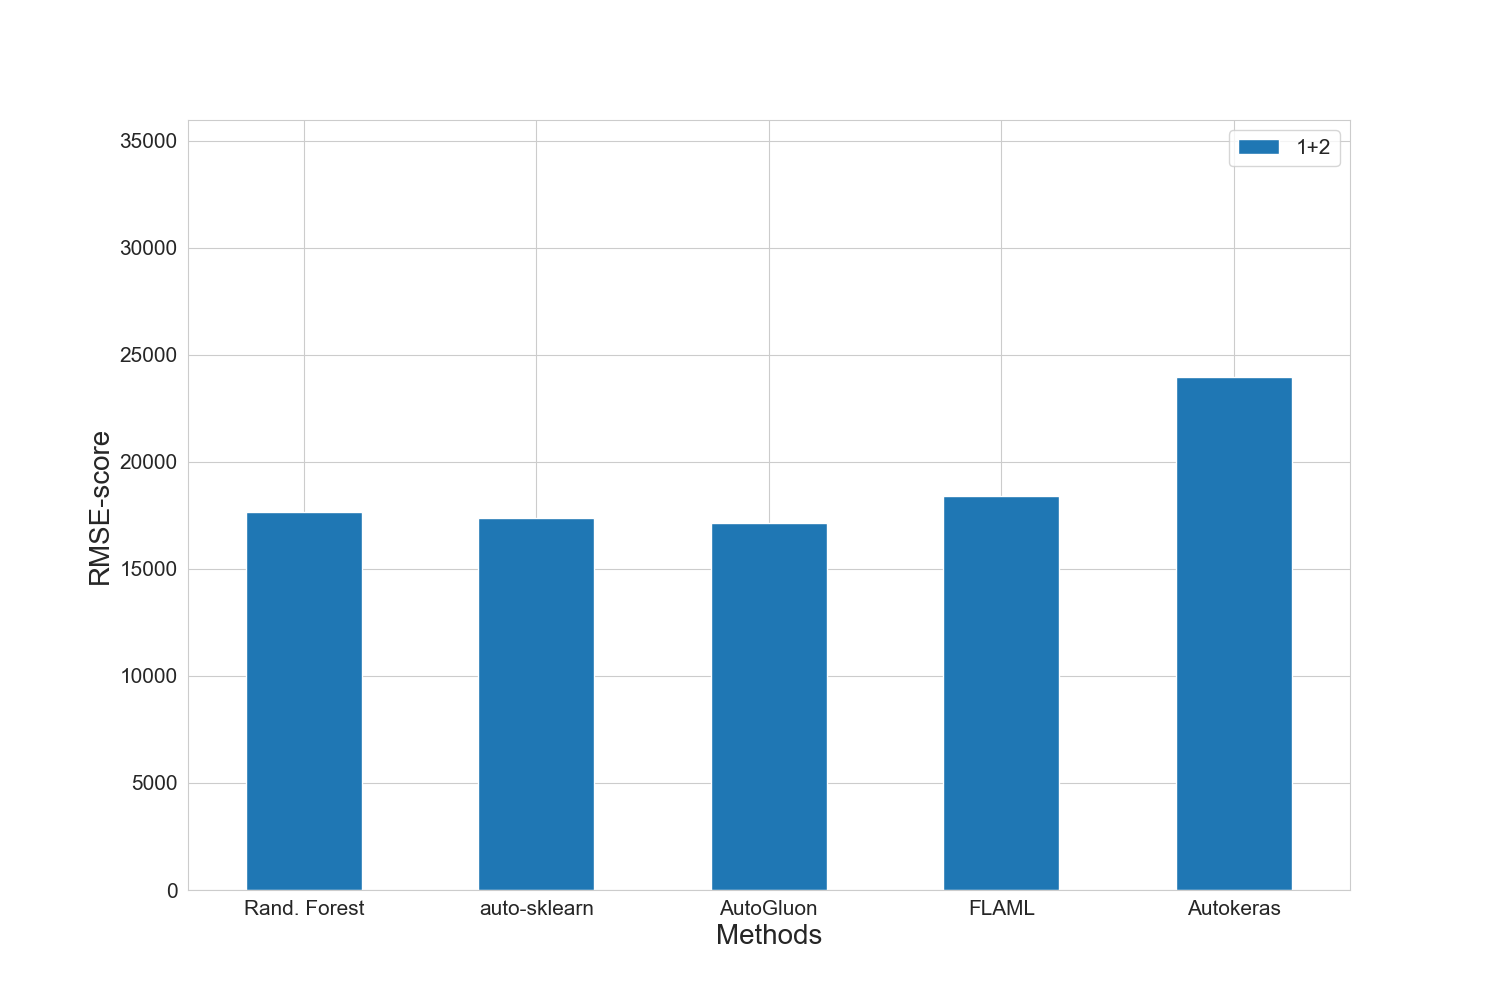 35000
30000
25000
20000
15000
10000
5000
0
RMSE-score
1+2
Rand. Forest
auto-sklearn
AutoGluon
FLAML
Autokeras
Methods